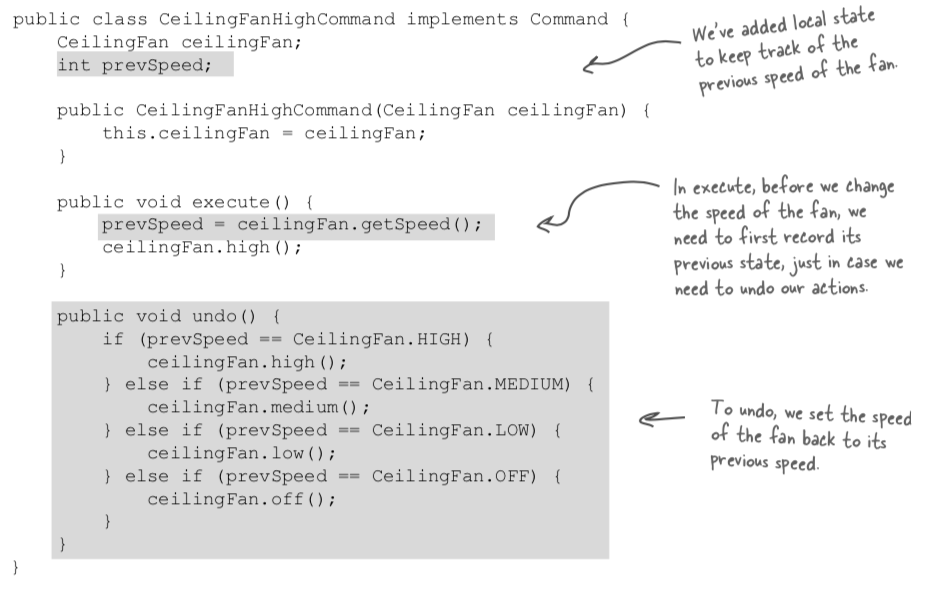 public class CeilingFanHighCommand implements Command {
    CeilingFan ceilingFan;
    int prevSpeed;
We've added local state
to keep track of the
previous speed of the fan.
    public CeilingFanHighCommand(CeilingFan ceilingFan) {
        this.ceilingFan = ceilingFan;
    }
    public void execute() {
        prevSpeed = ceilingFan.getSpeed();
        ceilingFan.high();
    }
In execute, before we change
the speed of the fan, we
need to first record its
previous state, just in case we
need to undo our actions.
    public void undo() {
        if (prevSpeed == CeilingFan.HIGH) {
            ceilingFan.high();
        } else if (prevSpeed == CeilingFan.MEDIUM) {
            ceilingFan.medium();
        } else if (prevSpeed == CeilingFan.LOW) {
            ceilingFan.low();
        } else if (prevSpeed == CeilingFan.OFF) {
            ceilingFan.off();
        }
    }
To undo, we set the speed
of the fan back to its
previous speed.
}